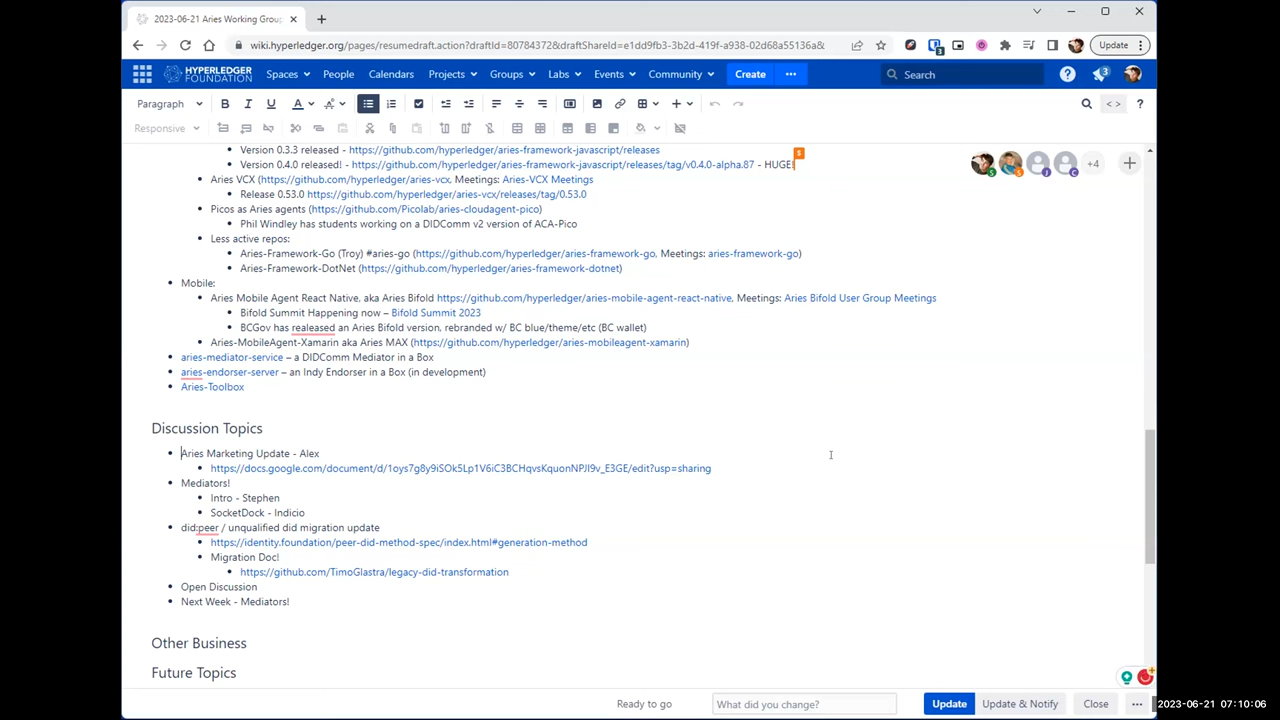 2023-06-21 Aries Working Grou
wiki.hyperledger.org/pages/resumedraft.action?draftId=80784372&draftShareId=e1dd9fb3-3b2d-419f-a938-02d68a55136a&
3
Update
HYPERLEDGER
FOUNDATION
Spaces
People
Calendars
Projects
Groups
Labs
Events
Community
Create
Search
3
Paragraph
B
I
U
A
Responsive
Version 0.3.3 released - https://github.com/hyperledger/aries-framework-javascript/releases
Version 0.4.0 released! - https://github.com/hyperledger/aries-framework-javascript/releases/tag/v0.4.0-alpha.87 - HUGE!
S
S
S
J
C
+4
Aries VCX (https://github.com/hyperledger/aries-vcx, Meetings: Aries-VCX Meetings
Release 0.53.0 https://github.com/hyperledger/aries-vcx/releases/tag/0.53.0
Picos as Aries agents (https://github.com/Picolab/aries-cloudagent-pico)
Phil Windley has students working on a DIDComm v2 version of ACA-Pico
Less active repos:
Aries-Framework-Go (Troy) #aries-go (https://github.com/hyperledger/aries-framework-go, Meetings: aries-framework-go)
Aries-Framework-DotNet (https://github.com/hyperledger/aries-framework-dotnet)
Mobile:
Aries Mobile Agent React Native, aka Aries Bifold https://github.com/hyperledger/aries-mobile-agent-react-native, Meetings: Aries Bifold User Group Meetings
Bifold Summit Happening now – Bifold Summit 2023
BCGov has realeased an Aries Bifold version, rebranded w/ BC blue/theme/etc (BC wallet)
Aries-MobileAgent-Xamarin aka Aries MAX (https://github.com/hyperledger/aries-mobileagent-xamarin)
aries-mediator-service – a DIDComm Mediator in a Box
aries-endorser-server – an Indy Endorser in a Box (in development)
Aries-Toolbox
Discussion Topics
Aries Marketing Update - Alex
https://docs.google.com/document/d/1oys7g8y9iSOk5Lp1V6iC3BCHqvsKquonNPJI9v_E3GE/edit?usp=sharing
Mediators!
Intro - Stephen
SocketDock - Indicio
did:peer / unqualified did migration update
https://identity.foundation/peer-did-method-spec/index.html#generation-method
Migration Doc!
https://github.com/TimoGlastra/legacy-did-transformation
Open Discussion
Next Week - Mediators!
Other Business
Future Topics
Ready to go
What did you change?
Update
Update & Notify
Close
2023-06-21 07:10:06